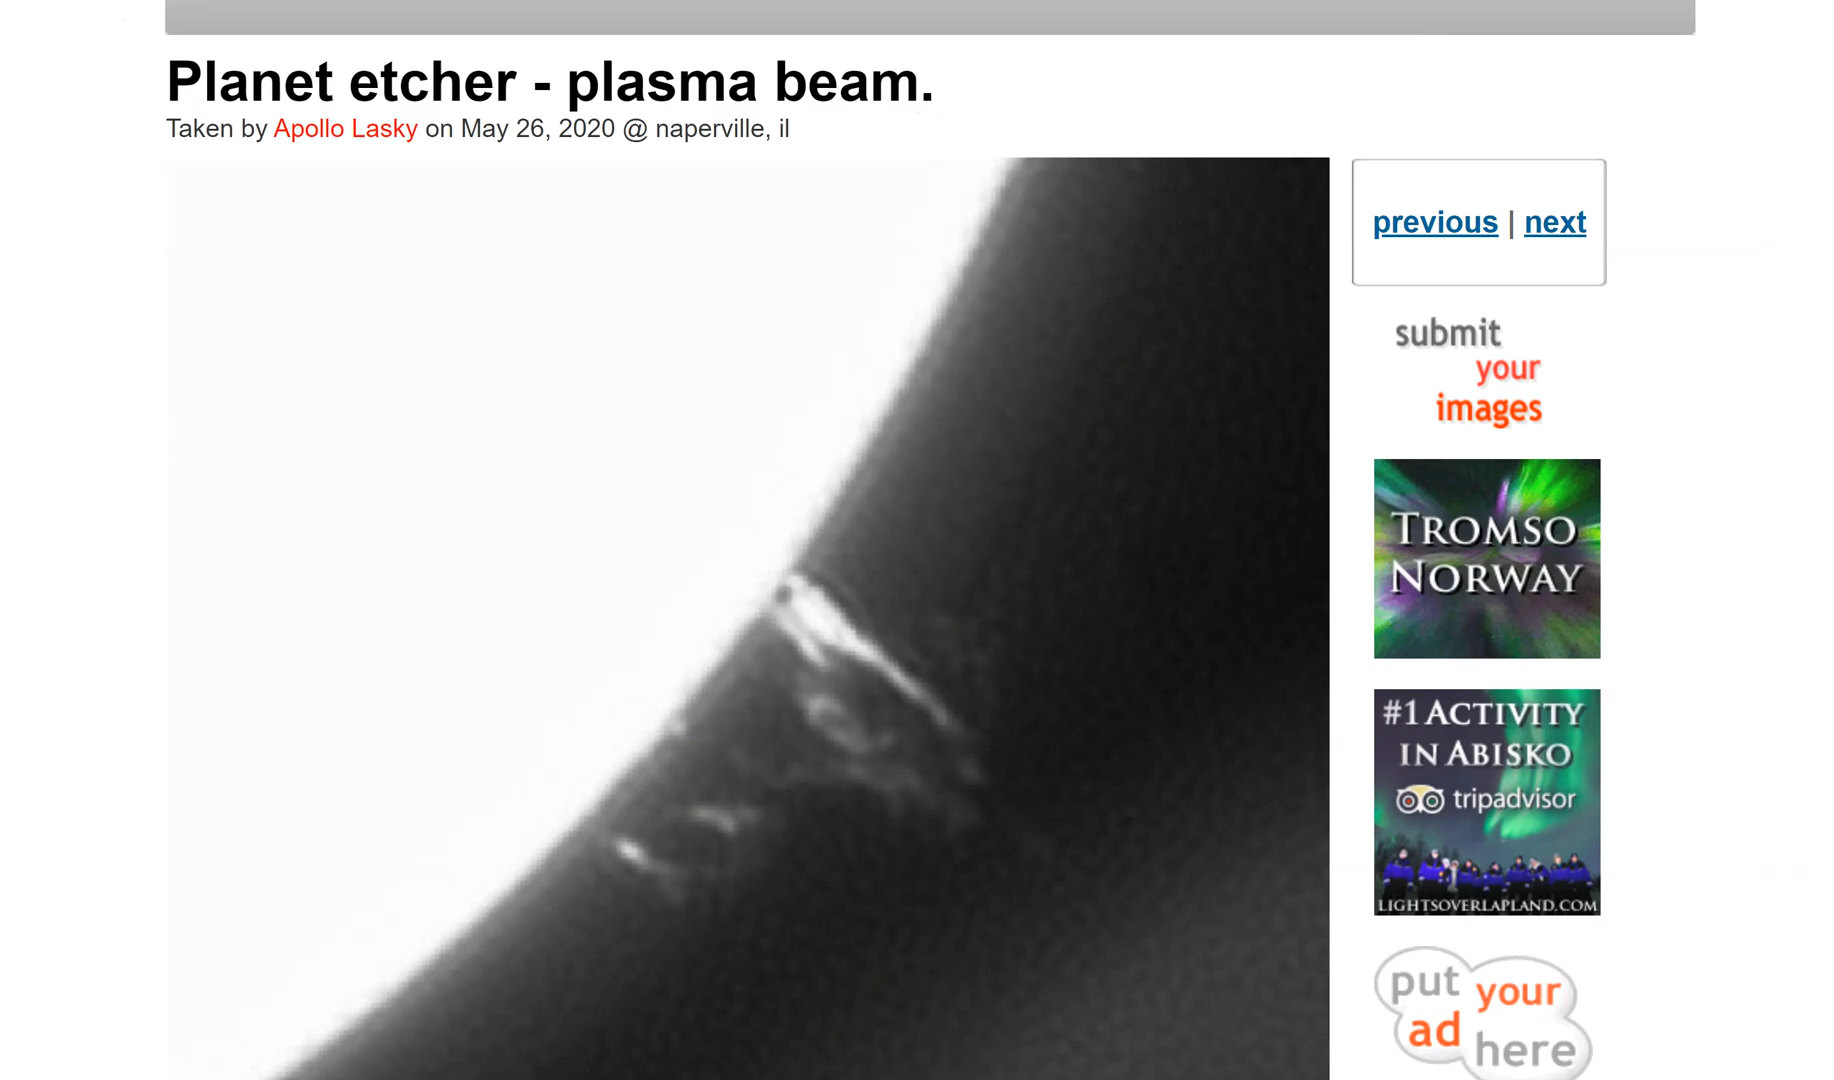 Planet etcher - plasma beam.
Taken by Apollo Lasky on May 26, 2020 @ naperville, il
previous | next
submit
your
images
TROMSO
NORWAY
#1 ACTIVITY
IN ABISKO
tripadvisor
LIGHTSOVERLAPLAND.COM
put your
ad here